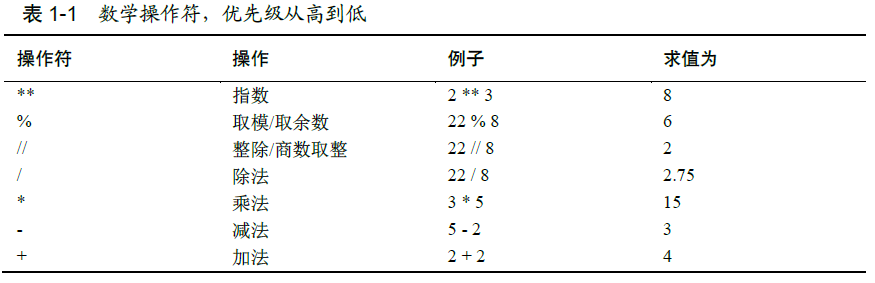 表 1-1 数学操作符，优先级从高到低
操作符 操作 例子 求值为
** 指数 2 ** 3 8
% 取模/取余数 22 % 8 6
// 整除/商数取整 22 // 8 2
/ 除法 22 / 8 2.75
* 乘法 3 * 5 15
- 减法 5 - 2 3
+ 加法 2 + 2 4